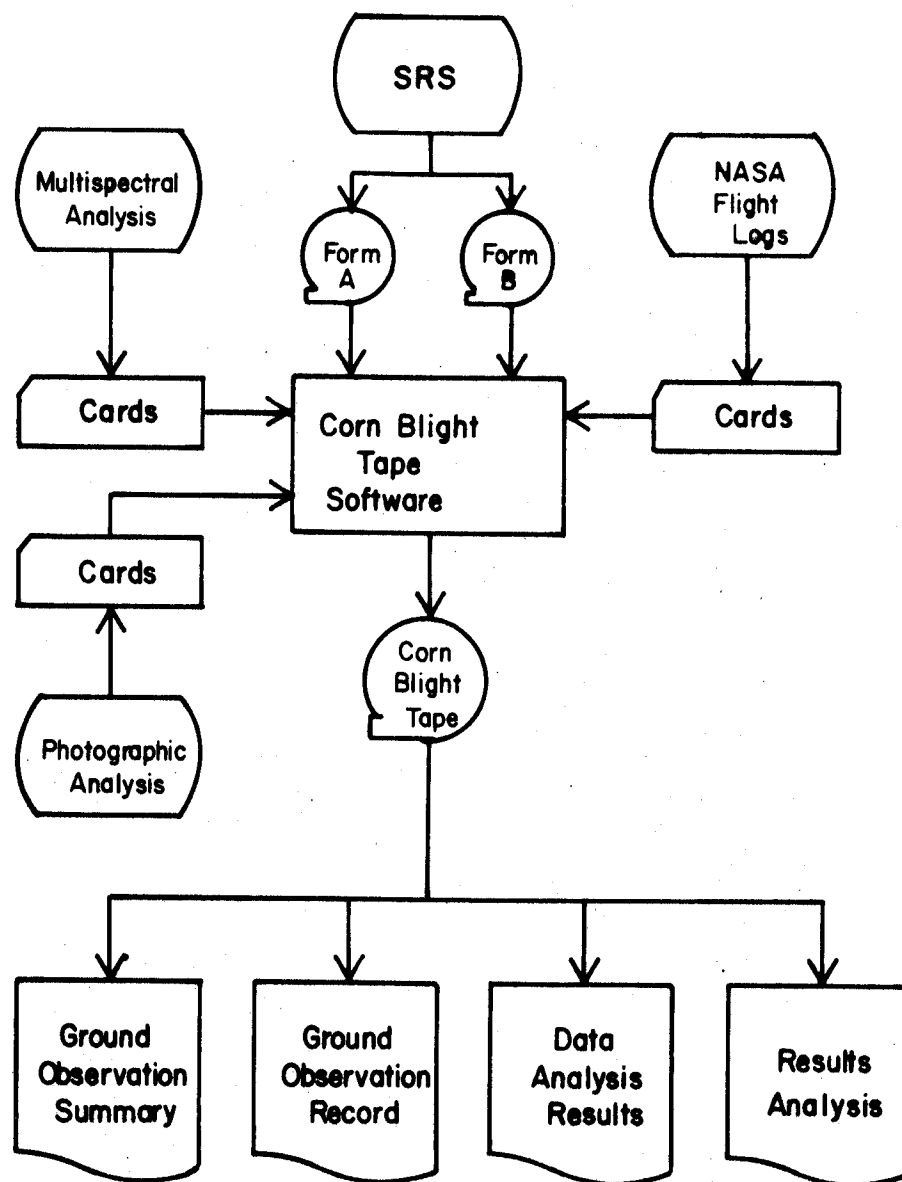 SRS
Multispectral
Analysis
NASA
Flight
Logs
Form
A
Form
B
Cards
Corn Blight
Tape
Software
Cards
Cards
Corn
Blight
Tape
Photographic
Analysis
Ground
Observation
Summary
Ground
Observation
Record
Data
Analysis
Results
Results
Analysis